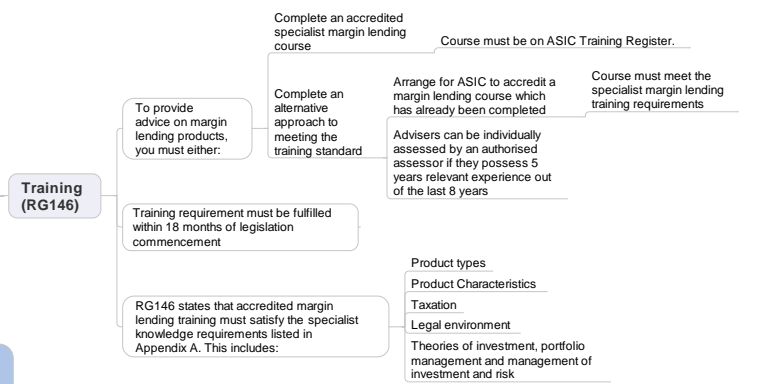 Training
(RG146)
To provide
advice on margin
lending products,
you must either:
Complete an accredited
specialist margin lending
course
Course must be on ASIC Training Register.
Complete an
alternative
approach to
meeting the
training standard
Arrange for ASIC to accredit a
margin lending course which
has already been completed
Course must meet the
specialist margin lending
training requirements
Advisers can be individually
assessed by an authorised
assessor if they possess 5
years relevant experience out
of the last 8 years
Training requirement must be fulfilled
within 18 months of legislation
commencement
RG146 states that accredited margin
lending training must satisfy the specialist
knowledge requirements listed in
Appendix A. This includes:
Product types
Product Characteristics
Taxation
Legal environment
Theories of investment, portfolio
management and management of
investment and risk